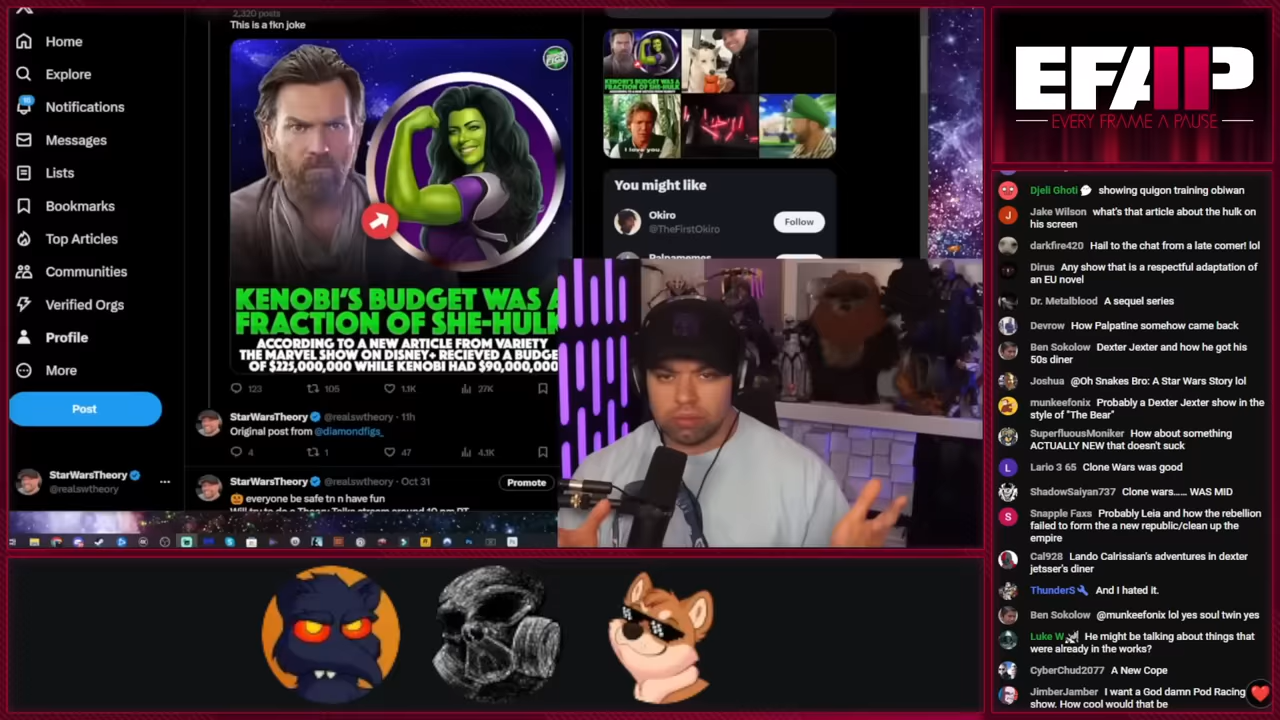 2,320 posts
This is a fkn joke
Home
Explore
Notifications
Messages
Lists
Bookmarks
Top Articles
Communities
Verified Orgs
Profile
More
Post
StarWarsTheory
@realswtheory
KENOBI'S BUDGET WAS A
FRACTION OF SHE-HULK
ACCORDING TO A NEW ARTICLE FROM VARIETY
THE MARVEL SHOW ON DISNEY+ RECIEVED A BUDGE
OF $225,000,000 WHILE KENOBI HAD $90,000,000
123 105 1.1K 27K
StarWarsTheory @realswtheory · 11h
Original post from @diamondfigs_
4 1 47 4.1K
StarWarsTheory @realswtheory · Oct 31
Promote
🎃 everyone be safe tn n have fun
I love you.
You might like
Okiro
@TheFirstOkiro
Follow
EFAP
EVERY FRAME A PAUSE
Djeli Ghoti showing quigon training obiwan
Jake Wilson what's that article about the hulk on
his screen
darkfire420 Hail to the chat from a late comer! lol
Dirus Any show that is a respectful adaptation of
an EU novel
Dr. Metalblood A sequel series
Devrow How Palpatine somehow came back
Ben Sokolow Dexter Jexter and how he got his
50s diner
Joshua @Oh Snakes Bro: A Star Wars Story lol
munkeefonix Probably a Dexter Jexter show in the
style of "The Bear"
SuperfluousMoniker How about something
ACTUALLY NEW that doesn't suck
Lario 3 65 Clone Wars was good
ShadowSaiyan737 Clone wars...... WAS MID
Snapple Faxs Probably Leia and how the rebellion
failed to form the a new republic/clean up the
empire
Cal928 Lando Calrissian's adventures in dexter
jetsser's diner
ThunderS And I hated it.
Ben Sokolow @munkeefonix lol yes soul twin yes
Luke W He might be talking about things that
were already in the works?
CyberChud2077 A New Cope
JimberJamber I want a God damn Pod Racing
show. How cool would that be